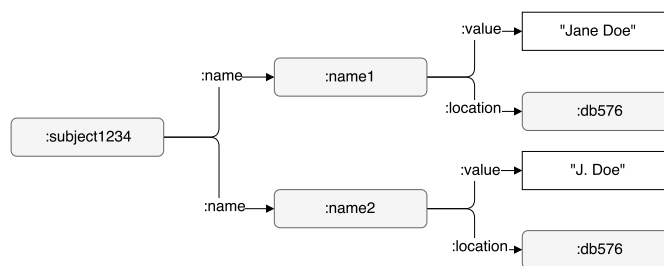 :value
"Jane Doe"
:name
:name1
:location
:db576
:subject1234
:value
"J. Doe"
:name
:name2
:location
:db576